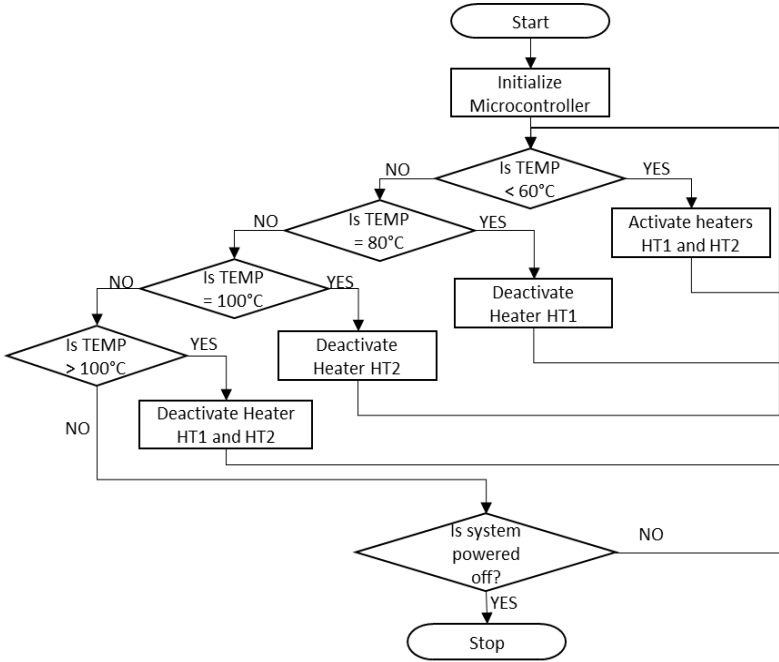 Start
Initialize
Microcontroller
Is TEMP
< 60°C
NO
YES
Activate heaters
HT1 and HT2
Is TEMP
= 80°C
NO
YES
Deactivate
Heater HT1
Is TEMP
= 100°C
NO
YES
Deactivate
Heater HT2
Is TEMP
> 100°C
YES
Deactivate Heater
HT1 and HT2
NO
Is system
powered
off?
NO
YES
Stop